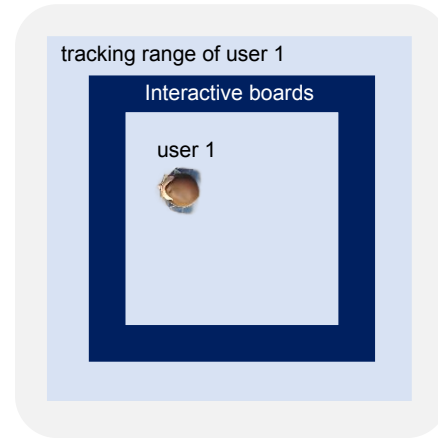 tracking range of user 1
Interactive boards
user 1